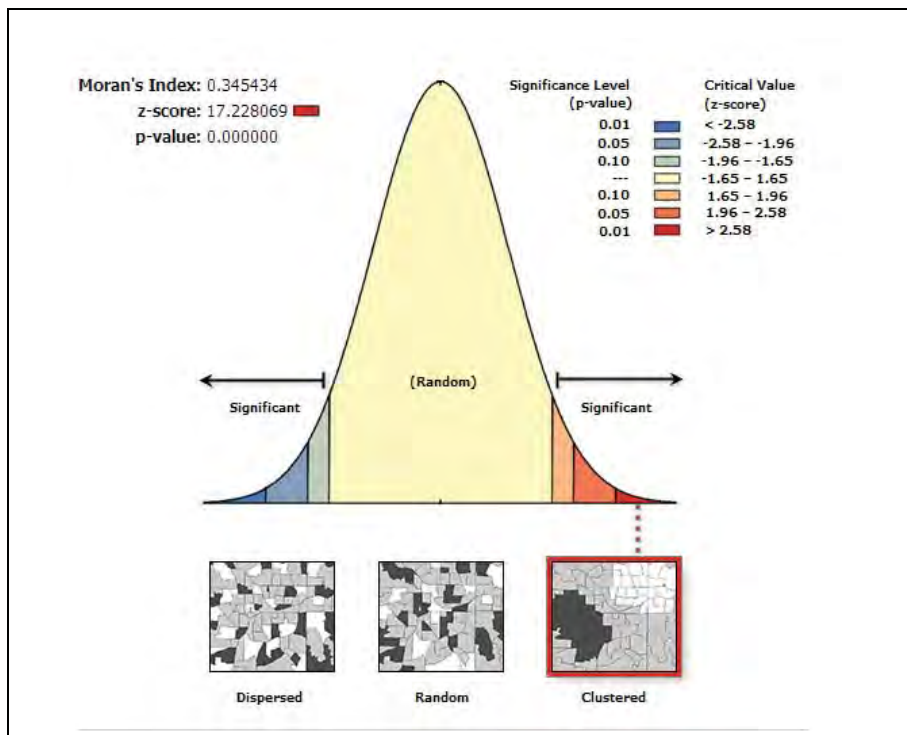 Moran's Index: 0.345434
z-score: 17.228069
p-value: 0.000000
Significance Level
(p-value)
Critical Value
(z-score)
0.01 < -2.58
0.05 -2.58 – -1.96
0.10 -1.96 – -1.65
--- -1.65 – 1.65
0.10 1.65 – 1.96
0.05 1.96 – 2.58
0.01 > 2.58
Significant
(Random)
Significant
Dispersed
Random
Clustered